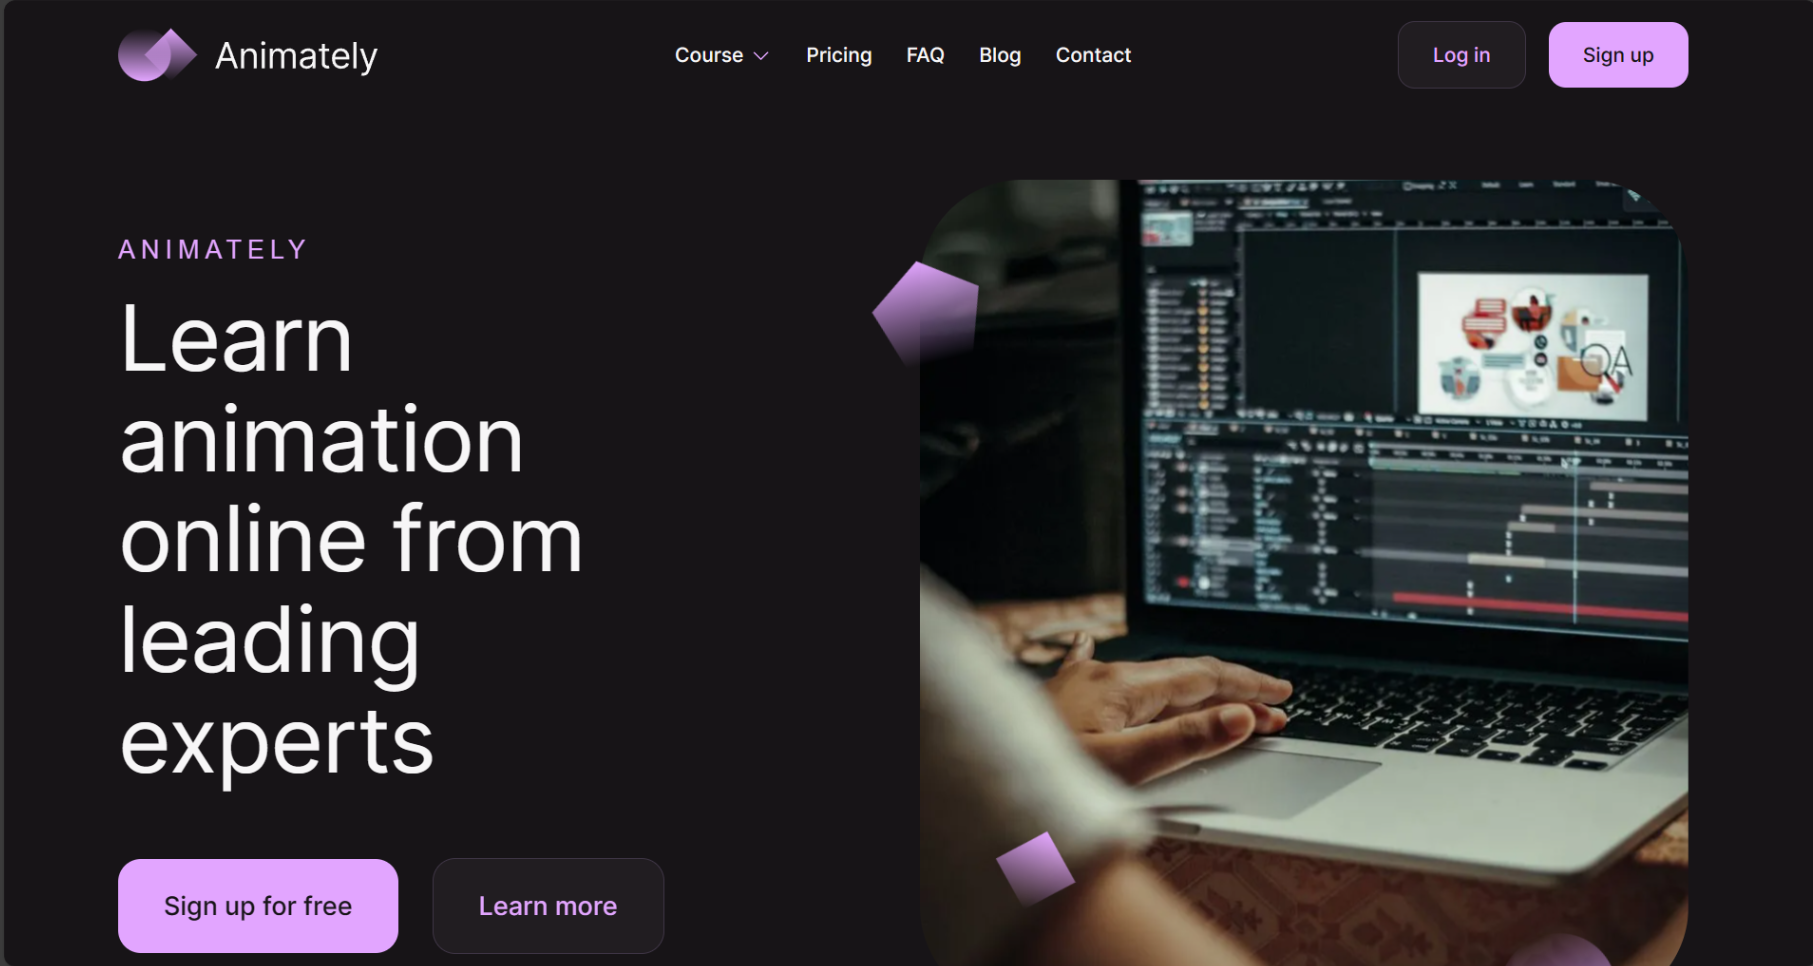 Animately
Course
Pricing
FAQ
Blog
Contact
Log in
Sign up
ANIMATELY
Learn
animation
online from
leading
experts
Sign up for free
Learn more
QA